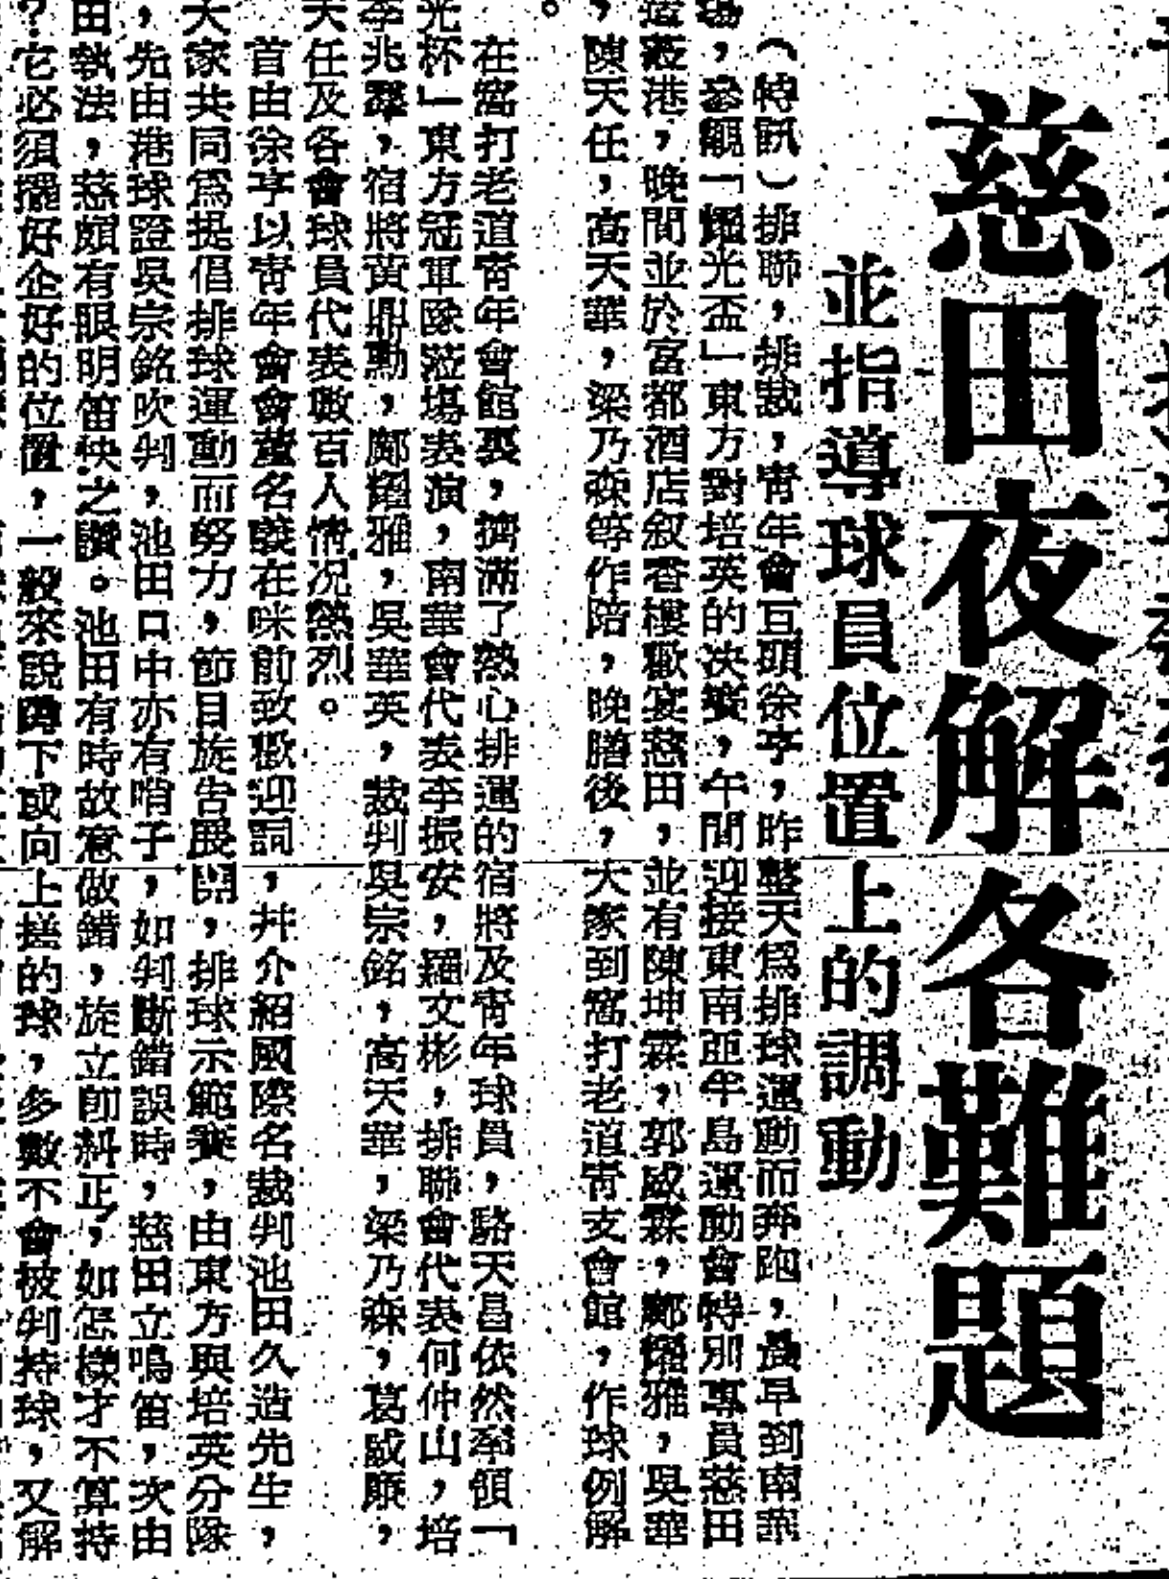 慈田夜解各難題
並指導球員位置上的調動
（特訊）排聯，排裁，青年會亘頭徐亨，昨整天爲排球運動而奔跑，最早到南華
塲，參觀「耀光盃」東方對培英的決賽，午間迎接東南亞半島運動會特別專員慈田
造蒞港，晚間並於富都酒店叙香樓歡宴慈田，並有陳坤霖，郭威霖，鄺耀雅，吳華
，陳天任，高天華，梁乃森等作陪，晚膳後，大家到窩打老道靑支會館，作球例解
。
在窩打老道靑年會館裏，擠滿了熱心排運的宿將及靑年球員，駱天昌依然率領「
光杯」東方冠軍隊蒞塲表演，南華會代表李振安，羅文彬，排聯會代表何仲山，培
李兆羣，宿將黃鼎勳，鄺耀雅，吳華英，裁判吳宗銘，高天華，梁乃森，葛威廉，
天任及各會球員代表數百人情况熱烈。
首由徐亨以靑年會會董名義在咪前致歡迎詞，幷介紹國際名裁判池田久造先生，
大家共同爲提倡排球運動而努力，節目旋告展開，排球示範賽，由東方與培英分隊
，先由港球證吳宗銘吹判，池田口中亦有哨子，如判斷錯誤時，慈田立鳴笛，次由
田執法，慈頗有眼明笛快之讚。池田有時故意做錯，旋立卽糾正，如怎樣才不算持
？它必須擺好企好的位置，一般來說蹲下或向上搓的球，多數不會被判持球，又解